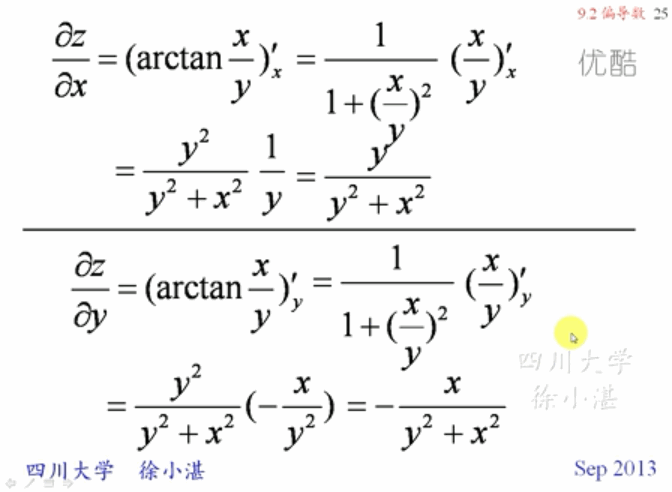 9.2 偏导数 25
∂z/∂x = (arctan x/y)′ₓ = 1/(1+(x/y)²) (x/y)′ₓ
优酷
= y²/(y²+x²) 1/y = y/(y²+x²)
∂z/∂y = (arctan x/y)′y = 1/(1+(x/y)²) (x/y)′y
= y²/(y²+x²) (−x/y²) = −x/(y²+x²)
四川大学
徐小湛
四川大学 徐小湛 Sep 2013